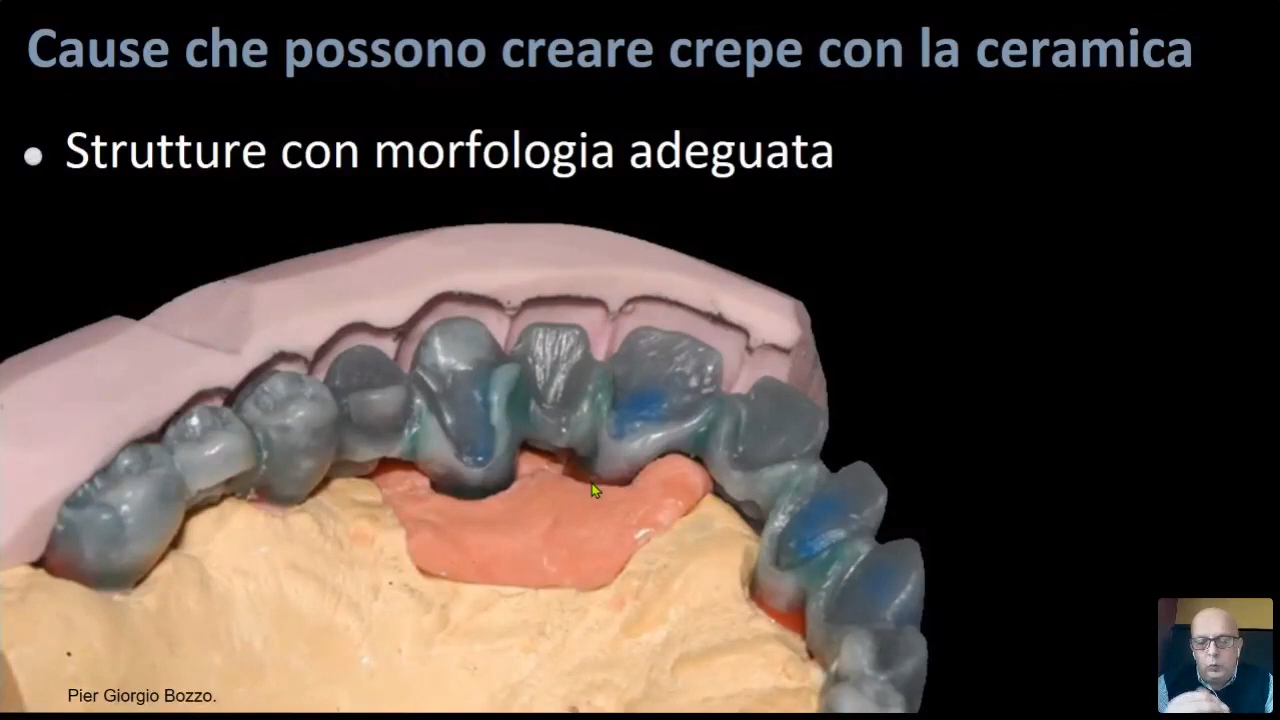 Cause che possono creare crepe con la ceramica
• Strutture con morfologia adeguata
Pier Giorgio Bozzo.